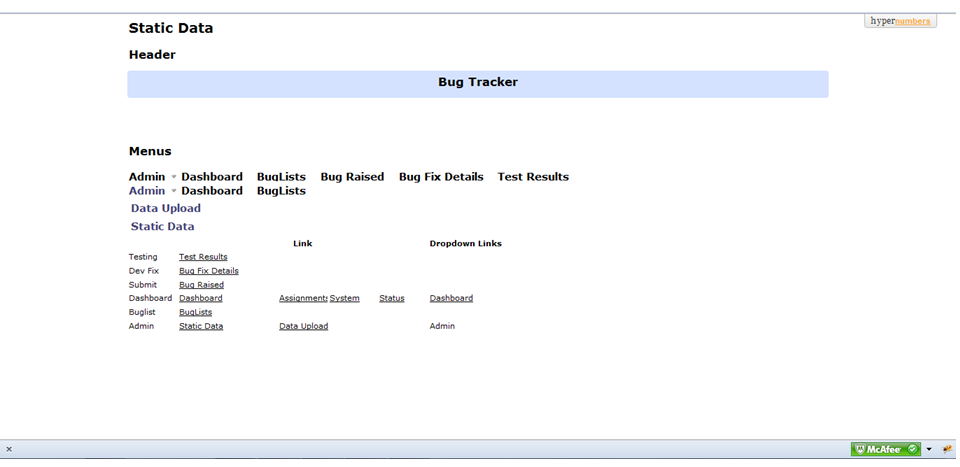 hypernumbers
Static Data
Header
Bug Tracker
Menus
Admin Dashboard BugLists Bug Raised Bug Fix Details Test Results
Admin Dashboard BugLists
Data Upload
Static Data
Link Dropdown Links
Testing Test Results
Dev Fix Bug Fix Details
Submit Bug Raised
Dashboard Dashboard Assignments System Status Dashboard
Buglist BugLists
Admin Static Data Data Upload Admin
McAfee